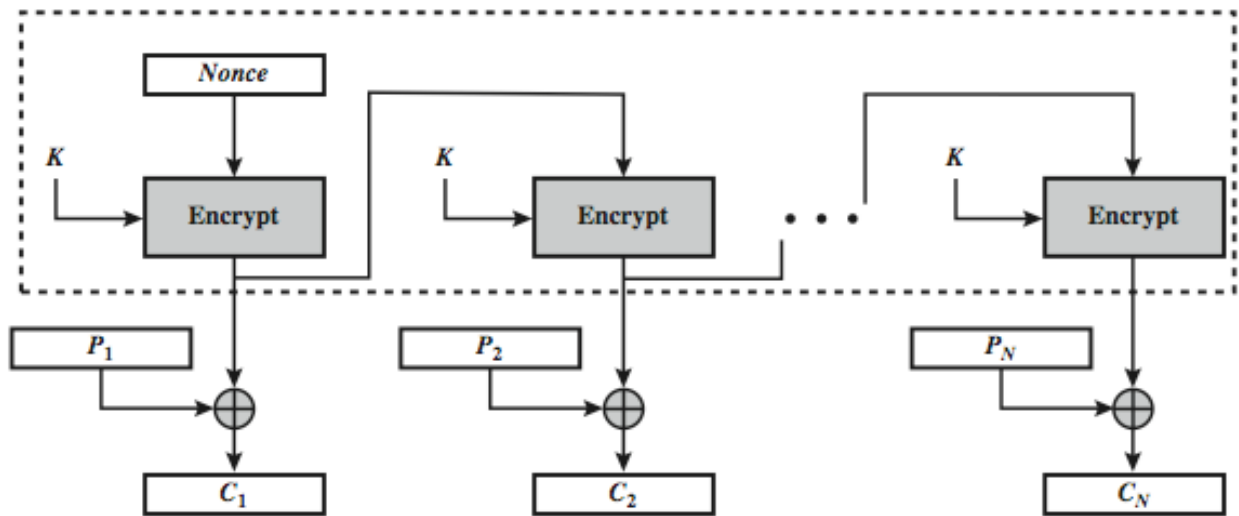 Nonce
K
K
K
Encrypt
Encrypt
Encrypt
P1
P2
PN
C1
C2
CN